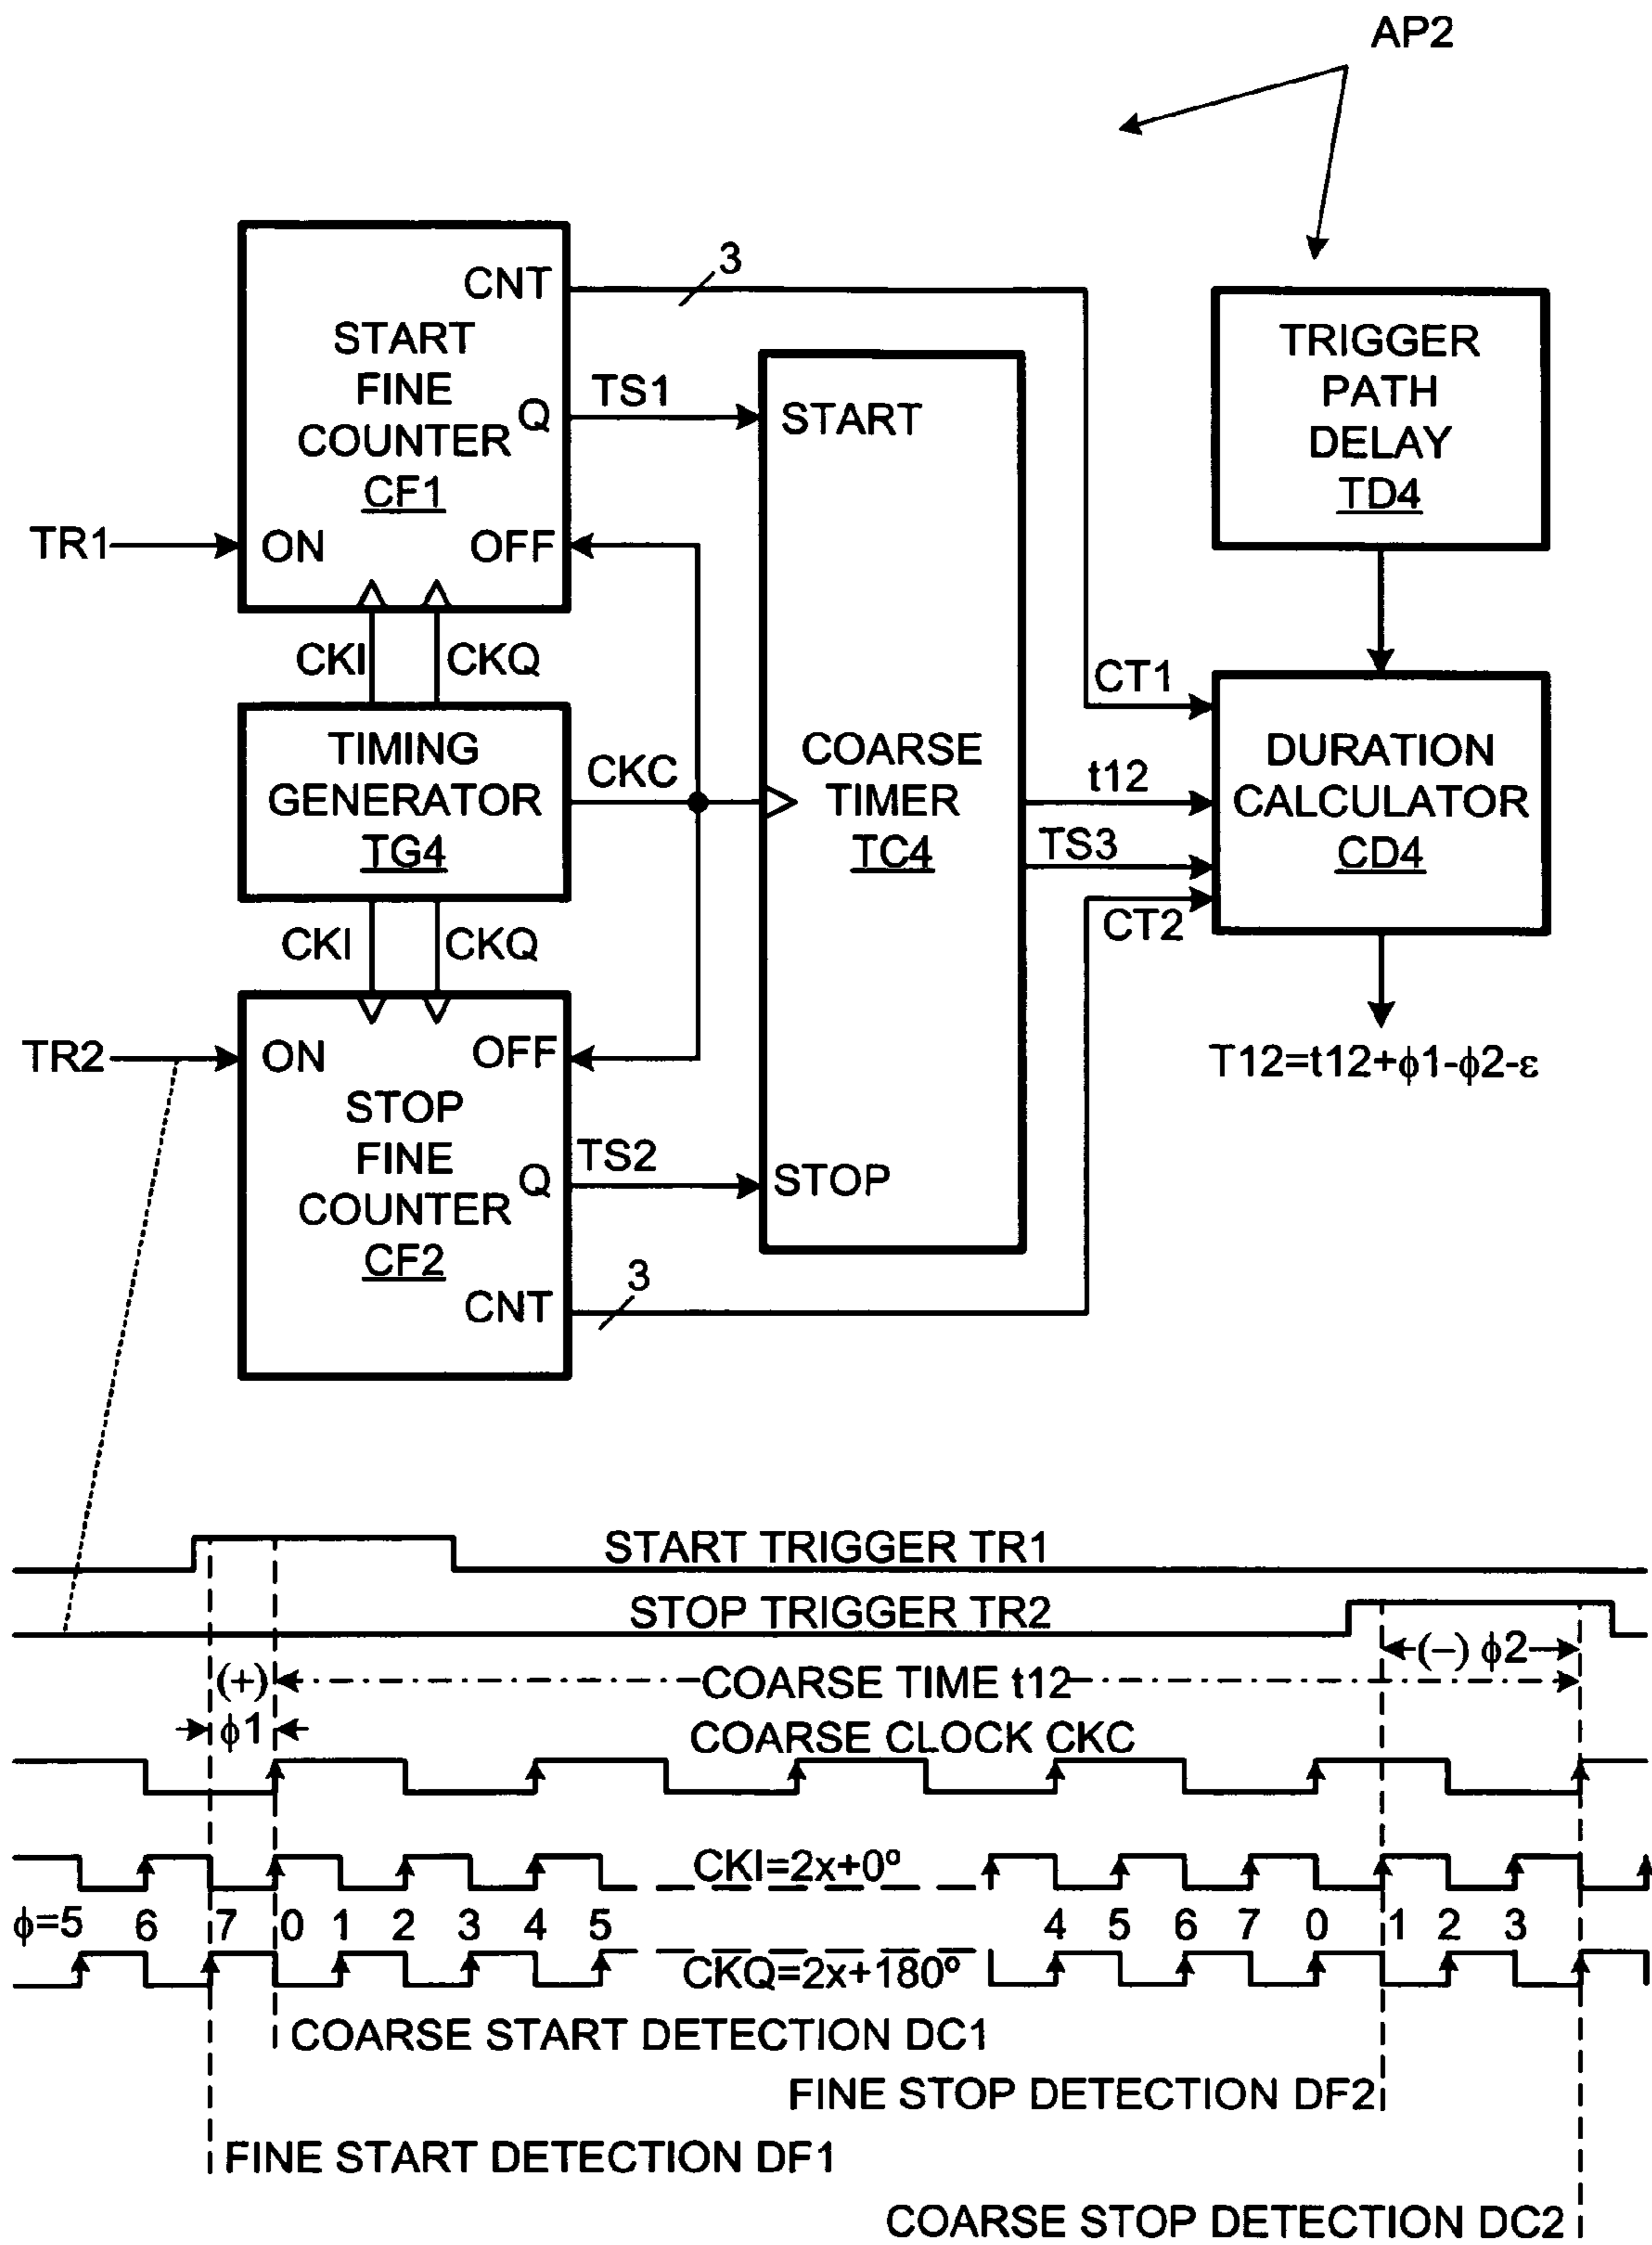 AP2
CNT
3
START
FINE
COUNTER
CF1
Q
TS1
TR1
ON
OFF
CKI
CKQ
TIMING
GENERATOR
TG4
CKC
CKI
CKQ
TR2
ON
OFF
STOP
FINE
COUNTER
CF2
Q
TS2
CNT
3
START
COARSE
TIMER
TC4
STOP
TRIGGER
PATH
DELAY
TD4
CT1
t12
TS3
CT2
DURATION
CALCULATOR
CD4
T12=t12+ϕ1-ϕ2-ε
START TRIGGER TR1
STOP TRIGGER TR2
(–) ϕ2
(+)
COARSE TIME t12
ϕ1
COARSE CLOCK CKC
CKI=2x+0º
ϕ=5 6 7 0 1 2 3 4 5 4 5 6 7 0 1 2 3
CKQ=2x+180º
COARSE START DETECTION DC1
FINE STOP DETECTION DF2
FINE START DETECTION DF1
COARSE STOP DETECTION DC2